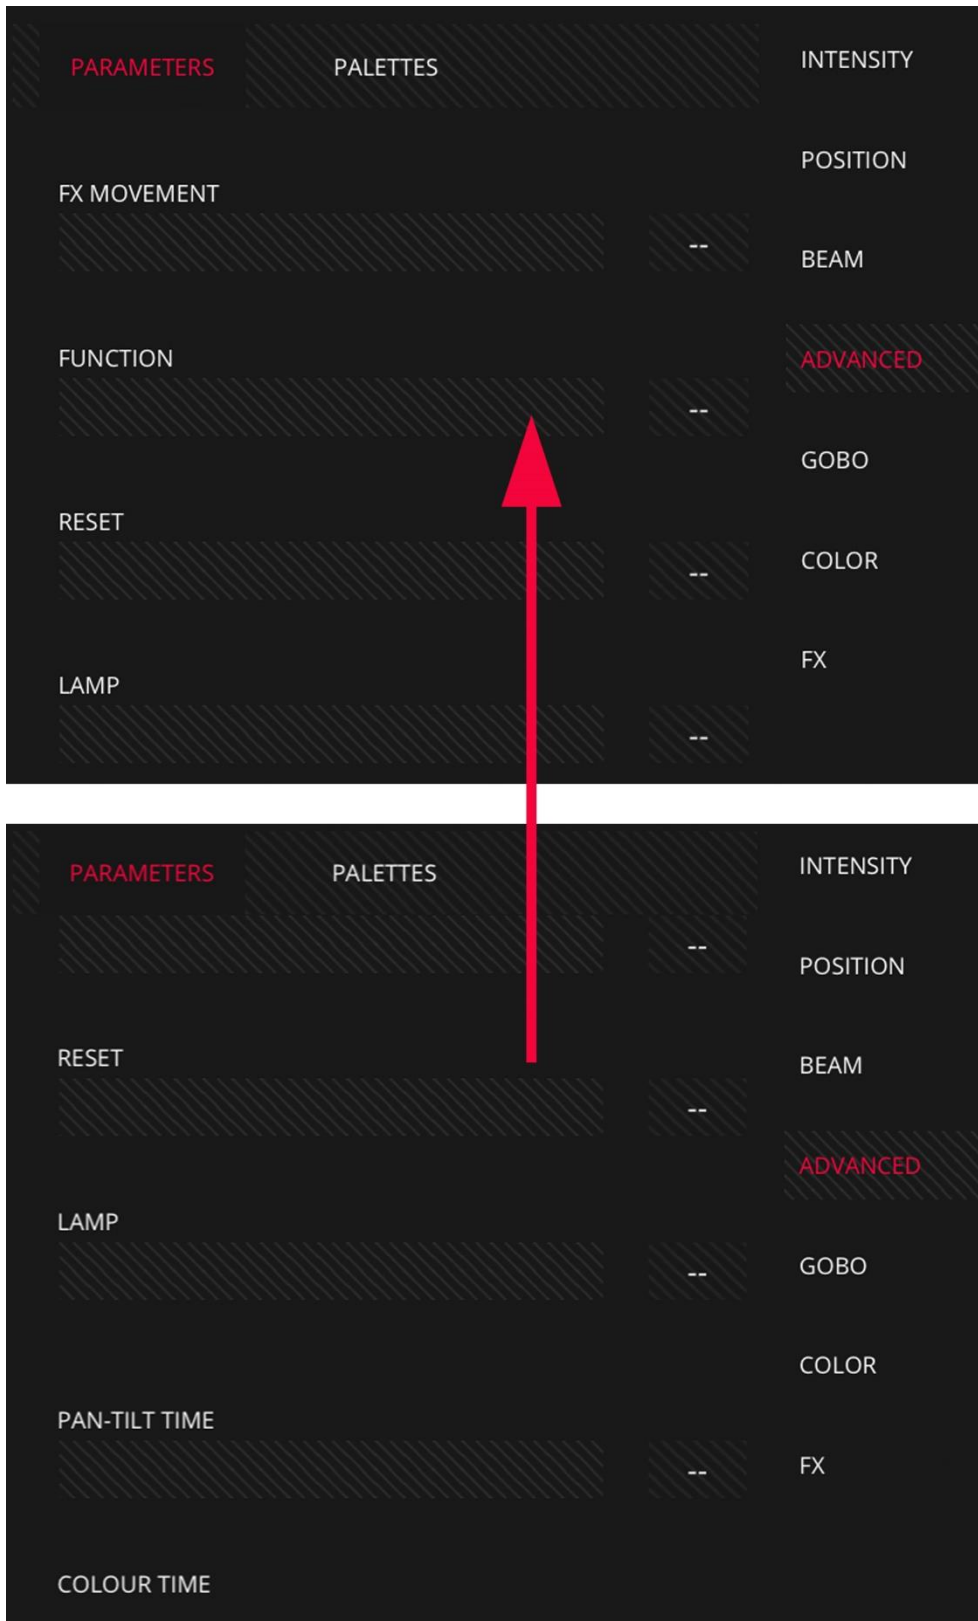 PARAMETERS PALETTES
FX MOVEMENT
--
FUNCTION
--
RESET
--
LAMP
--
INTENSITY
POSITION
BEAM
ADVANCED
GOBO
COLOR
FX
PARAMETERS PALETTES
--
RESET
--
LAMP
--
PAN-TILT TIME
--
COLOUR TIME
INTENSITY
POSITION
BEAM
ADVANCED
GOBO
COLOR
FX